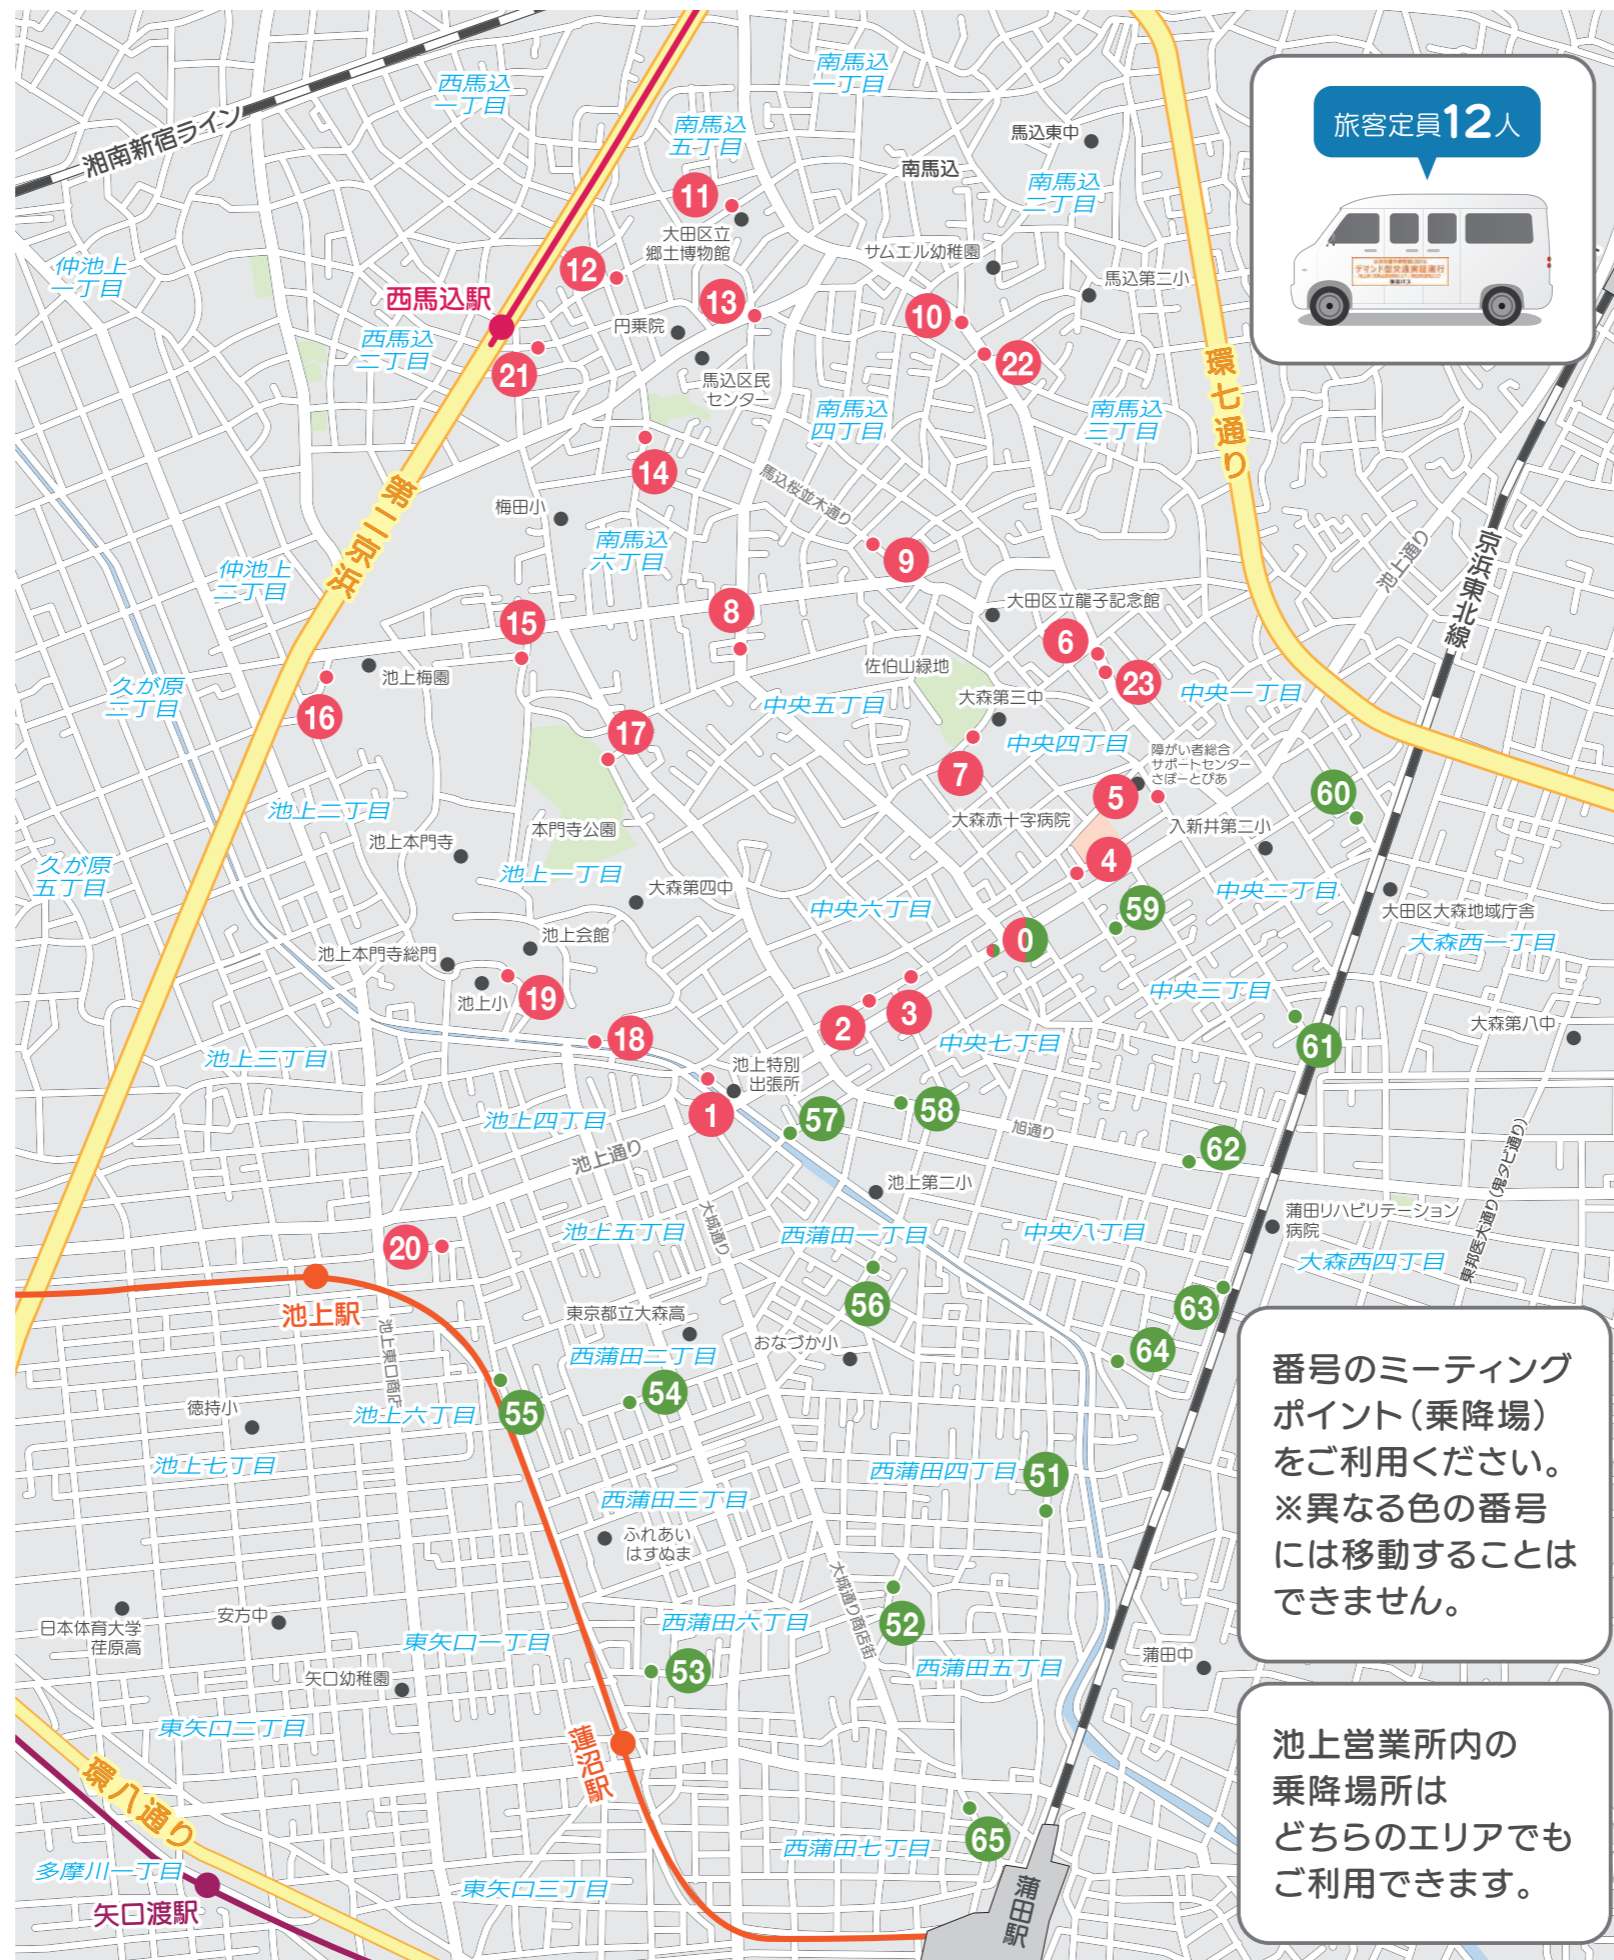 西馬込
一丁目
南馬込
一丁目
湘南新宿ライン
南馬込
五丁目
馬込東中
旅客定員12人
南馬込
南馬込
二丁目
11
大田区立
郷土博物館
サムエル幼稚園
仲池上
一丁目
12
馬込第二小
デマンド型交通実証運行
西馬込駅
13
円乗院
10
西馬込
二丁目
21
22
馬込区民
センター
環七通り
南馬込
四丁目
南馬込
三丁目
14
馬込桜並木通り
梅田小
第二京浜
南馬込
六丁目
9
池上通り
京浜東北線
仲池上
二丁目
8
大田区立龍子記念館
15
6
池上梅園
佐伯山緑地
23
久が原
二丁目
中央五丁目
大森第三中
中央一丁目
16
17
中央四丁目
障がい者総合
サポートセンター
さぽーとぴあ
7
60
池上二丁目
5
本門寺公園
大森赤十字病院
入新井第二小
池上本門寺
4
久が原
五丁目
池上一丁目
大森第四中
中央二丁目
中央六丁目
59
大田区大森地域庁舎
池上会館
0
大森西一丁目
池上本門寺総門
池上小
19
中央三丁目
3
2
大森第八中
18
中央七丁目
61
池上三丁目
池上特別
出張所
1
57
58
池上四丁目
旭通り
62
池上通り
池上第二小
東邦医大通り(鬼タビ通り)
大城通り
蒲田リハビリテーション
病院
池上五丁目
西蒲田一丁目
中央八丁目
20
大森西四丁目
池上駅
56
63
東京都立大森高
おなづか小
64
池上東口商店
西蒲田二丁目
54
55
徳持小
池上六丁目
池上七丁目
西蒲田四丁目
51
西蒲田三丁目
ふれあい
はすぬま
大城通り商店街
日本体育大学
荏原高
安方中
西蒲田六丁目
52
東矢口一丁目
蒲田中
53
西蒲田五丁目
矢口幼稚園
東矢口二丁目
蓮沼駅
環八通り
65
西蒲田七丁目
多摩川一丁目
東矢口三丁目
矢口渡駅
蒲田駅
番号のミーティング
ポイント(乗降場)
をご利用ください。
※異なる色の番号
には移動することは
できません。
池上営業所内の
乗降場所は
どちらのエリアでも
ご利用できます。